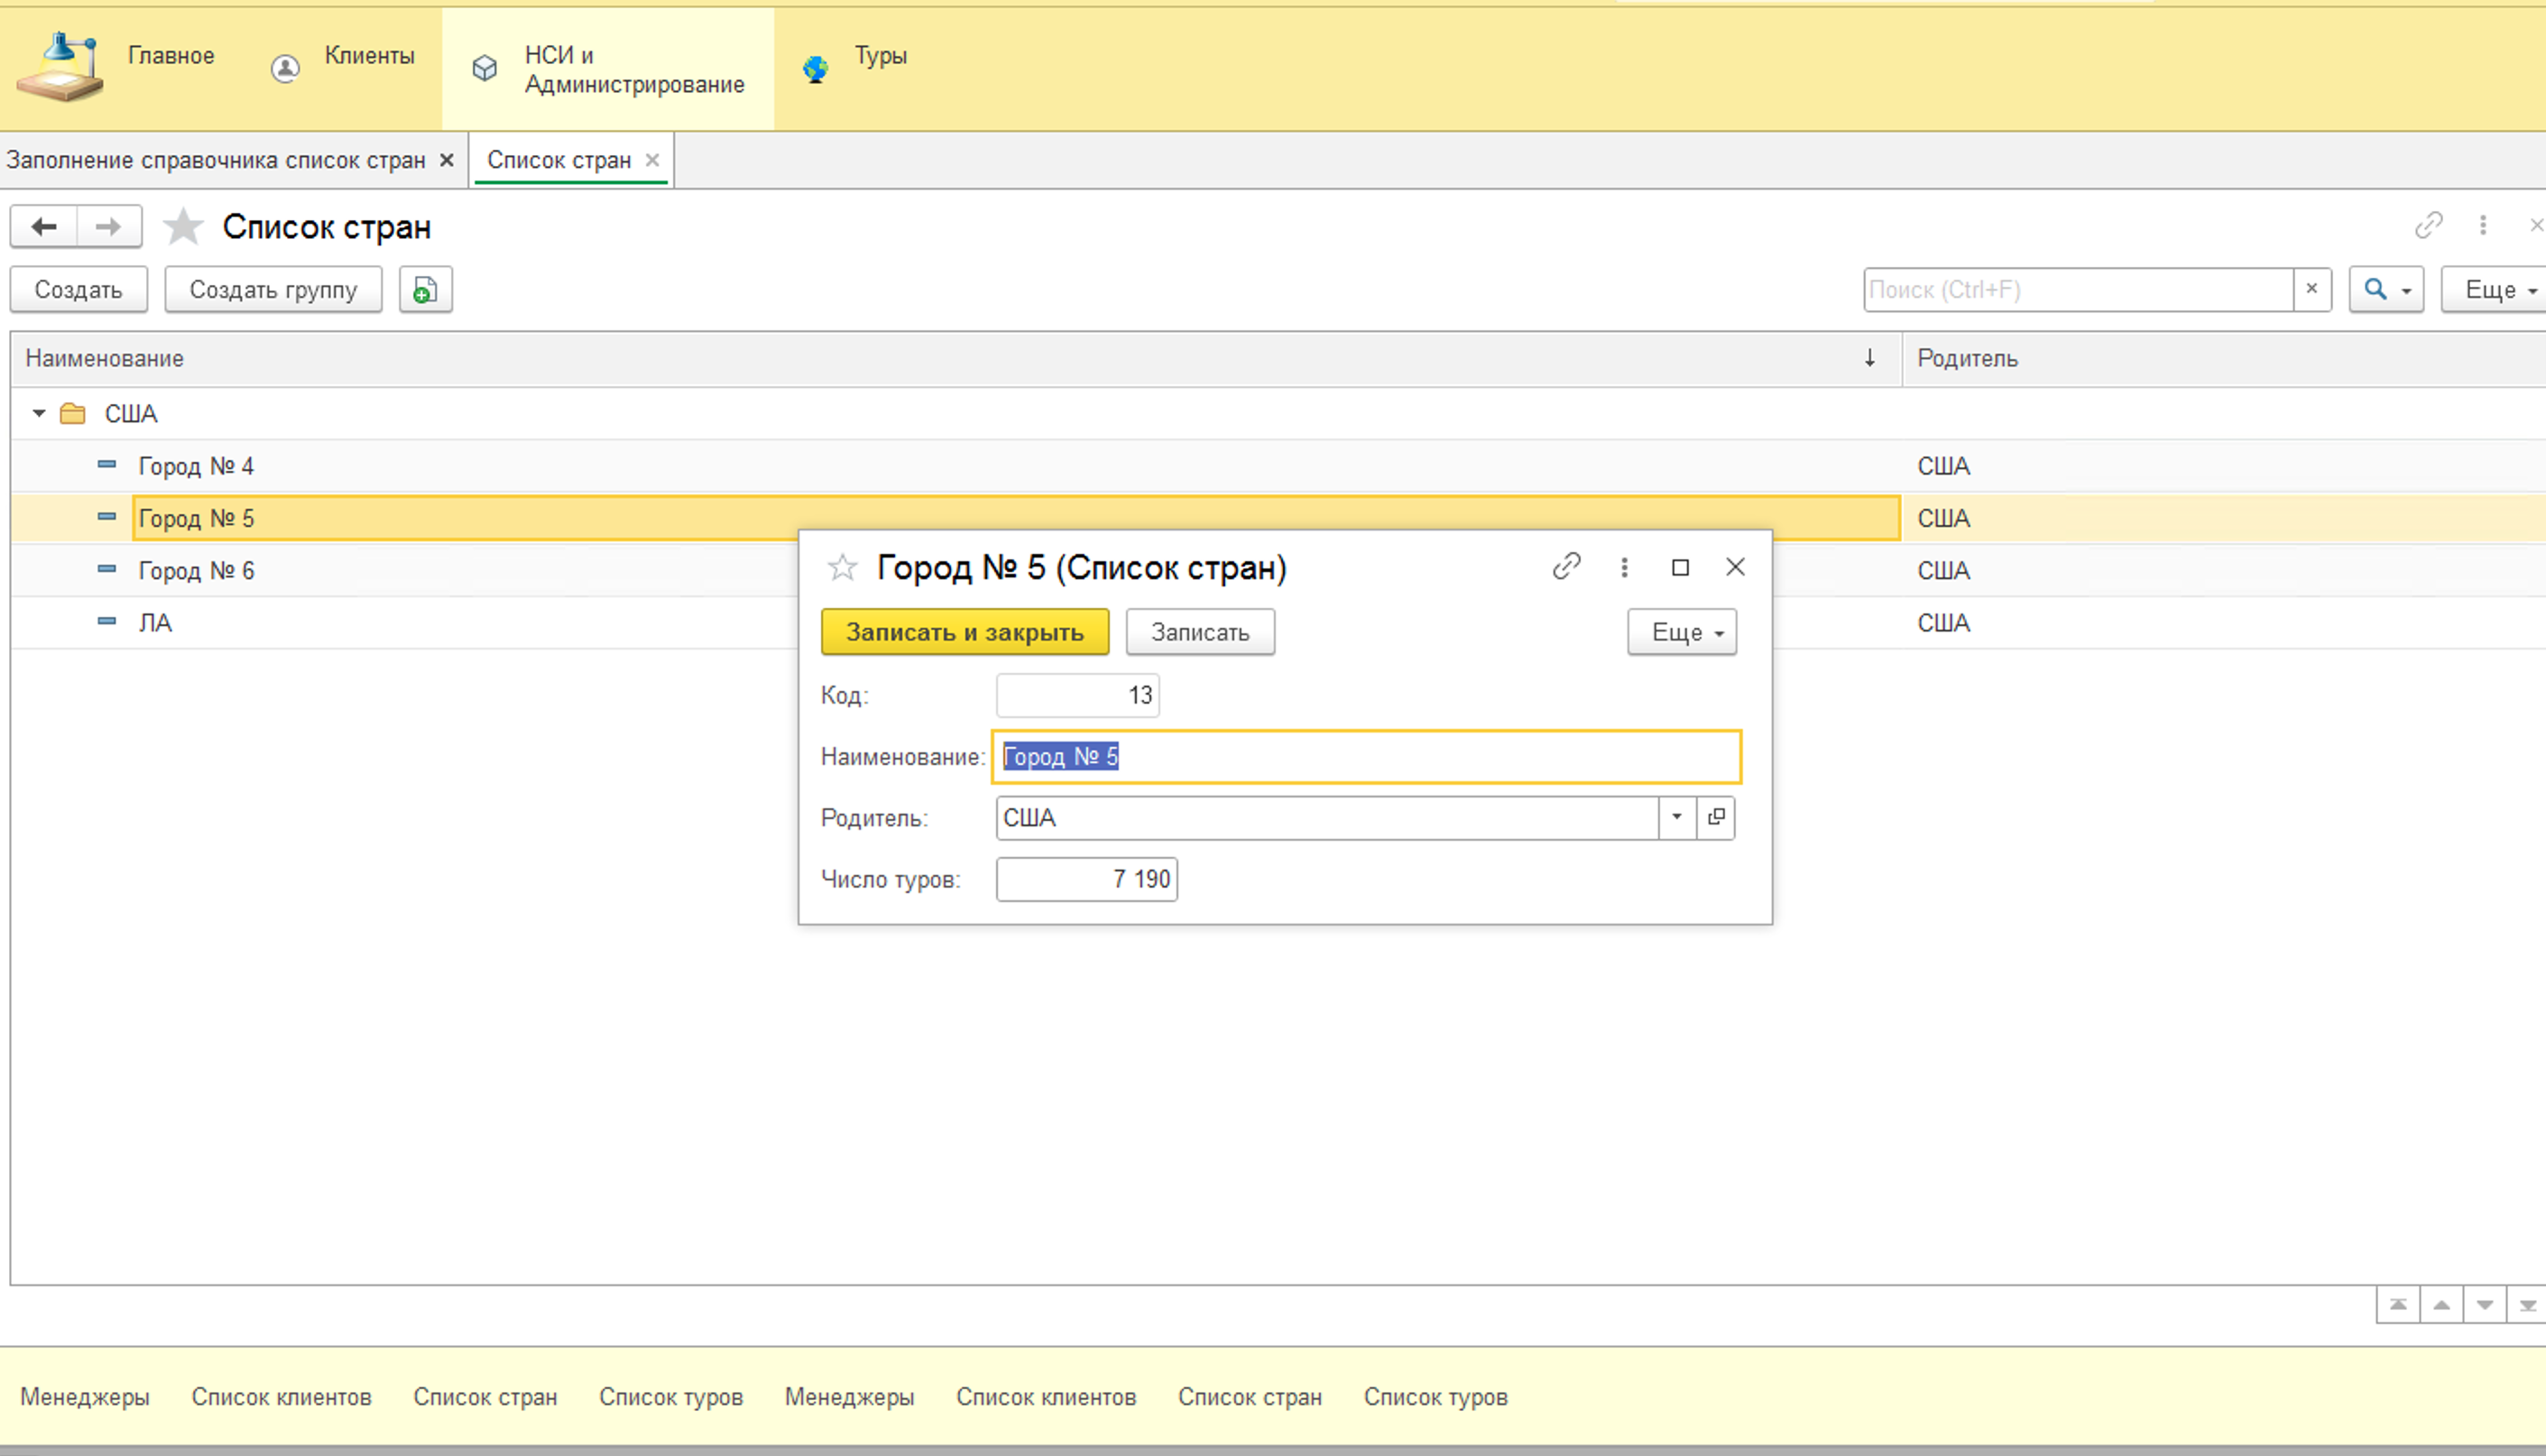 Главное
Клиенты
НСИ и
Администрирование
Туры
Заполнение справочника список стран
Список стран
Список стран
Создать
Создать группу
Поиск (Ctrl+F)
Еще
Наименование
Родитель
США
Город № 4
США
Город № 5
США
Город № 6
США
ЛА
США
Город № 5 (Список стран)
Записать и закрыть
Записать
Еще
Код:
13
Наименование:
Город № 5
Родитель:
США
Число туров:
7 190
Менеджеры
Список клиентов
Список стран
Список туров
Менеджеры
Список клиентов
Список стран
Список туров